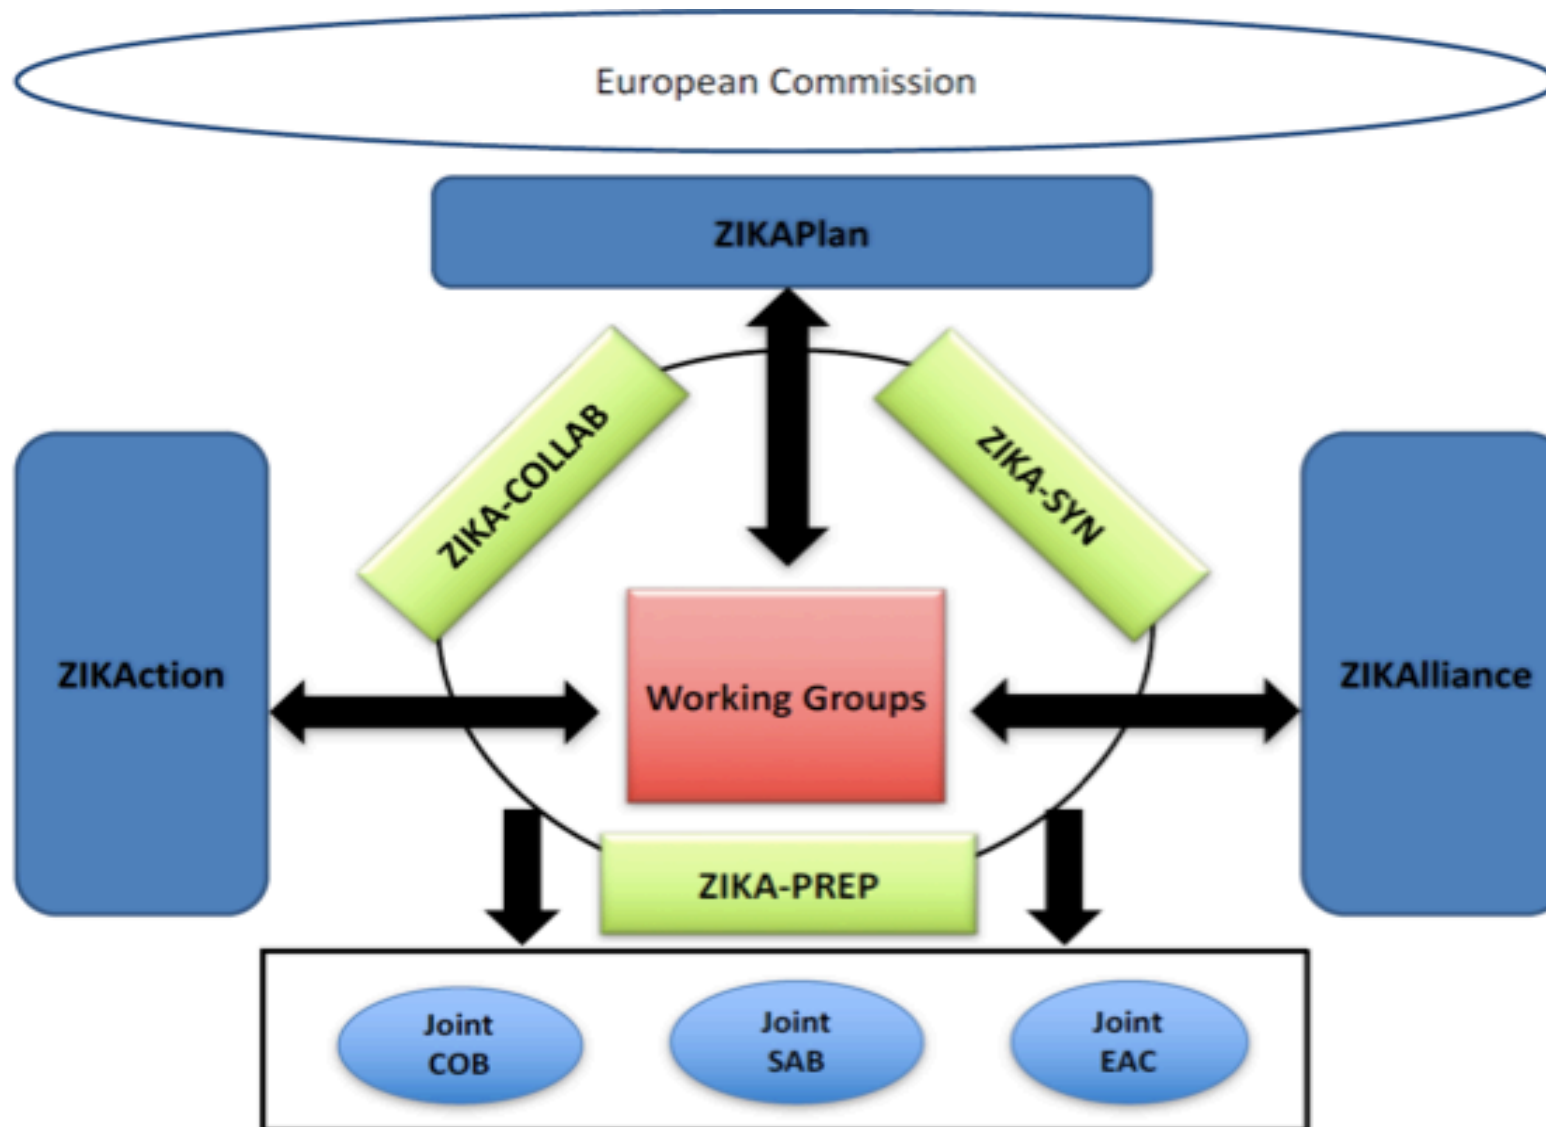 European Commission
ZIKAPlan
ZIKA-COLLAB
ZIKA-SYN
ZIKAction
Working Groups
ZIKAlliance
ZIKA-PREP
Joint
COB
Joint
SAB
Joint
EAC